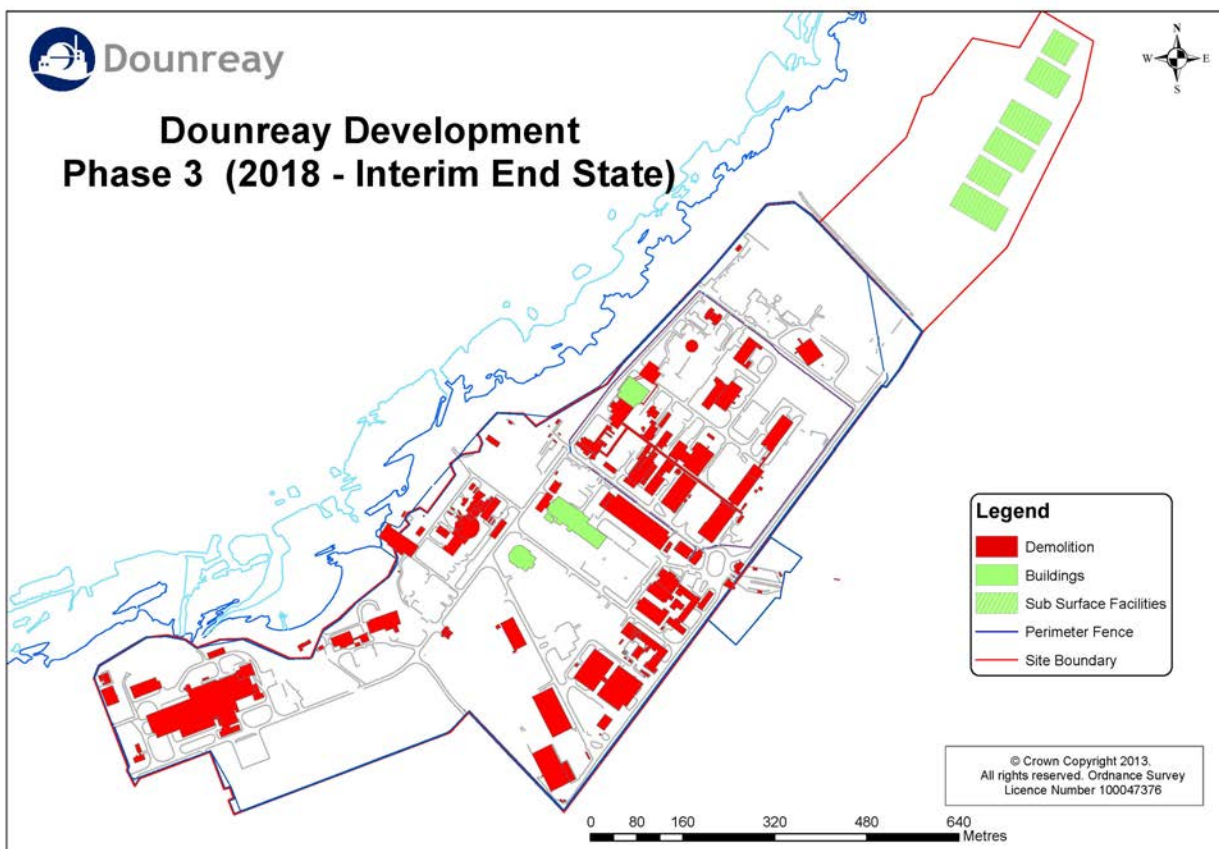 Dounreay
Dounreay Development
Phase 3 (2018 - Interim End State)
N
W
E
S
Legend
Demolition
Buildings
Sub Surface Facilities
Perimeter Fence
Site Boundary
© Crown Copyright 2013.
All rights reserved. Ordnance Survey
Licence Number 100047376
0 80 160 320 480 640
Metres